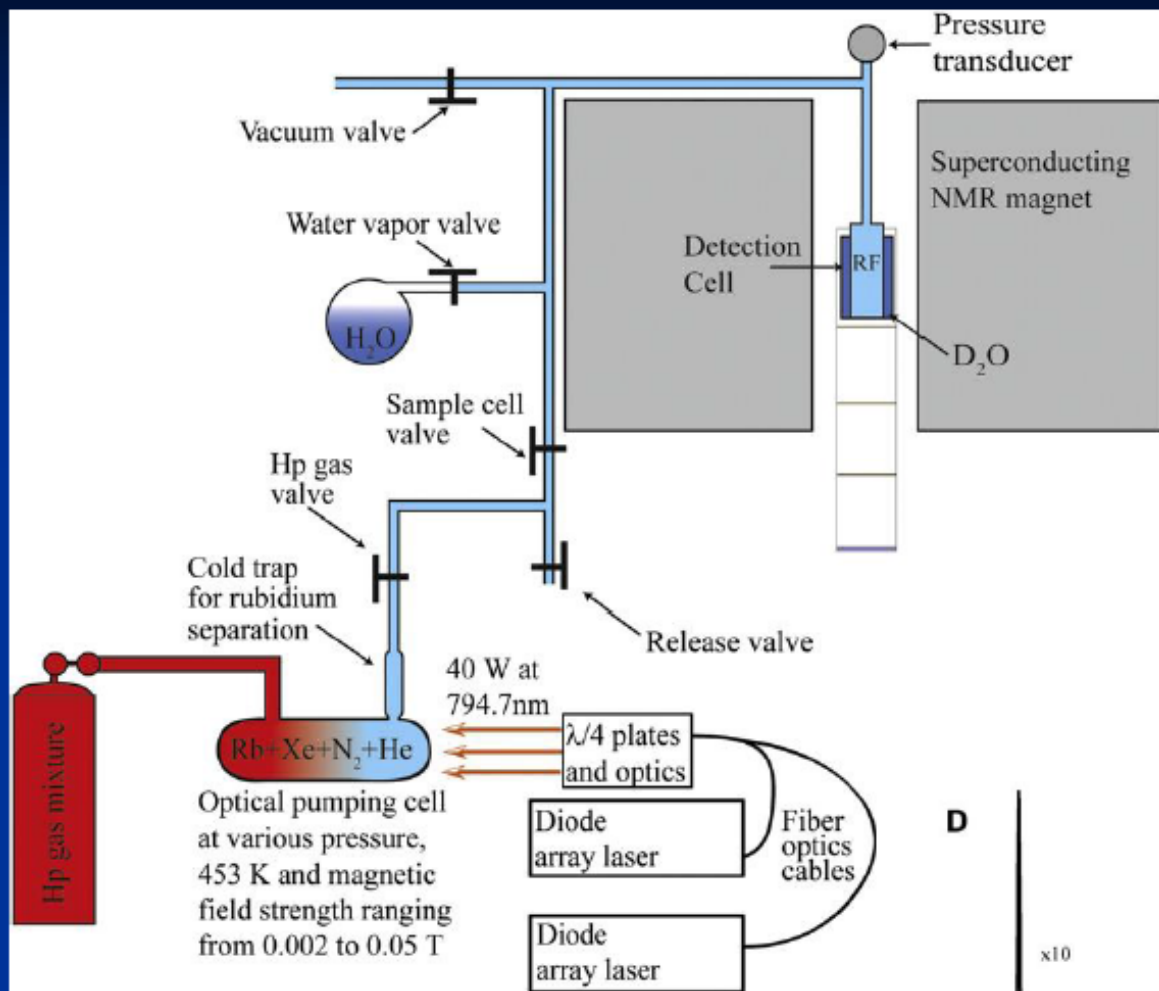 Pressure
transducer
Vacuum valve
Superconducting
NMR magnet
Water vapor valve
Detection
Cell
RF
H₂O
D₂O
Sample cell
valve
Hp gas
valve
Cold trap
for rubidium
separation
Release valve
40 W at
794.7nm
Hp gas mixture
Rb+Xe+N₂+He
λ/4 plates
and optics
Optical pumping cell
at various pressure,
453 K and magnetic
field strength ranging
from 0.002 to 0.05 T
Diode
array laser
Fiber
optics
cables
Diode
array laser
D
x10